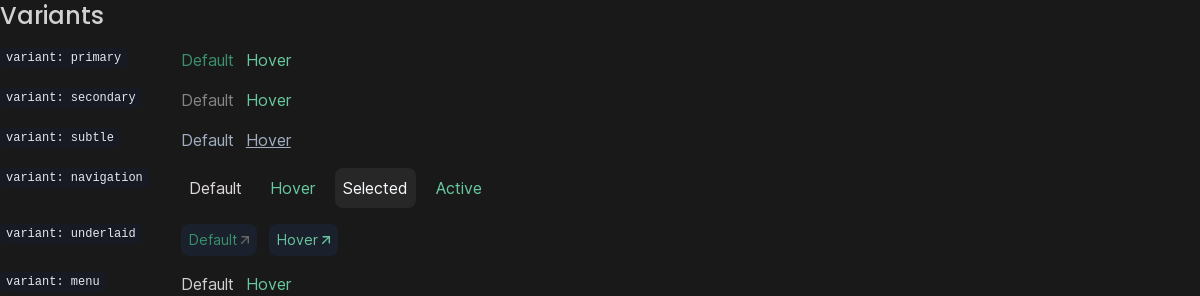 Variants
variant: primary Default Hover
variant: secondary Default Hover
variant: subtle Default Hover
variant: navigation Default Hover Selected Active
variant: underlaid Default Hover
variant: menu Default Hover